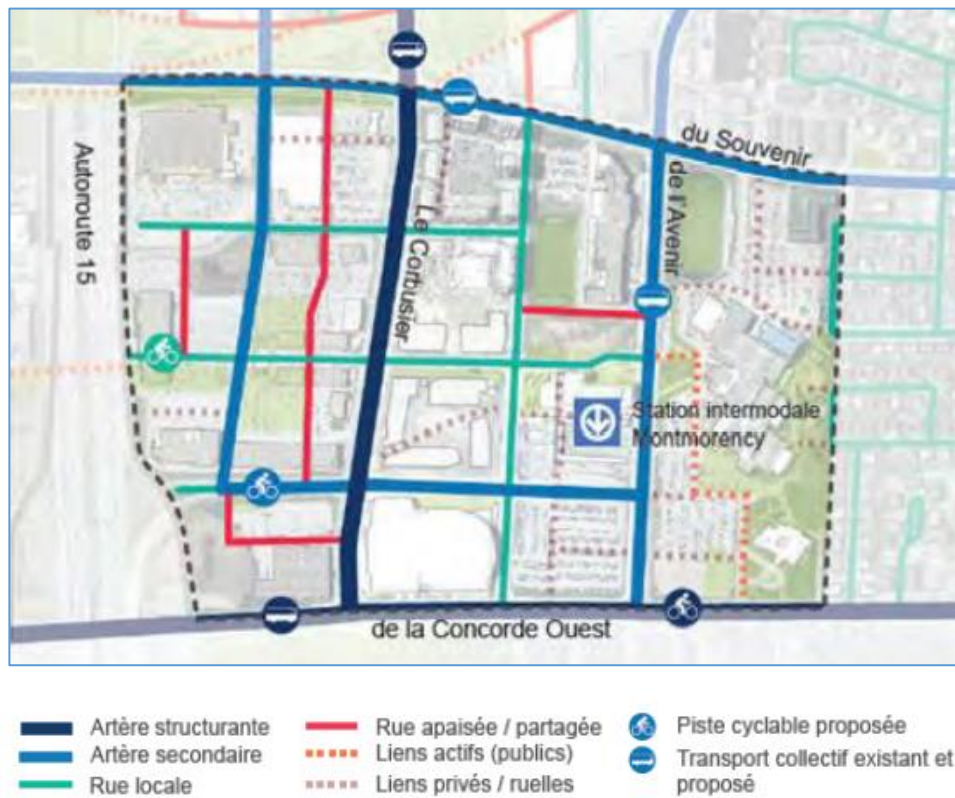 du Souvenir
Autoroute 15
Le Corbusier
de l'Avenir
Station intermodale
Montmorency
de la Concorde Ouest
Artère structurante
Artère secondaire
Rue locale
Rue apaisée / partagée
Liens actifs (publics)
Liens privés / ruelles
Piste cyclable proposée
Transport collectif existant et
proposé